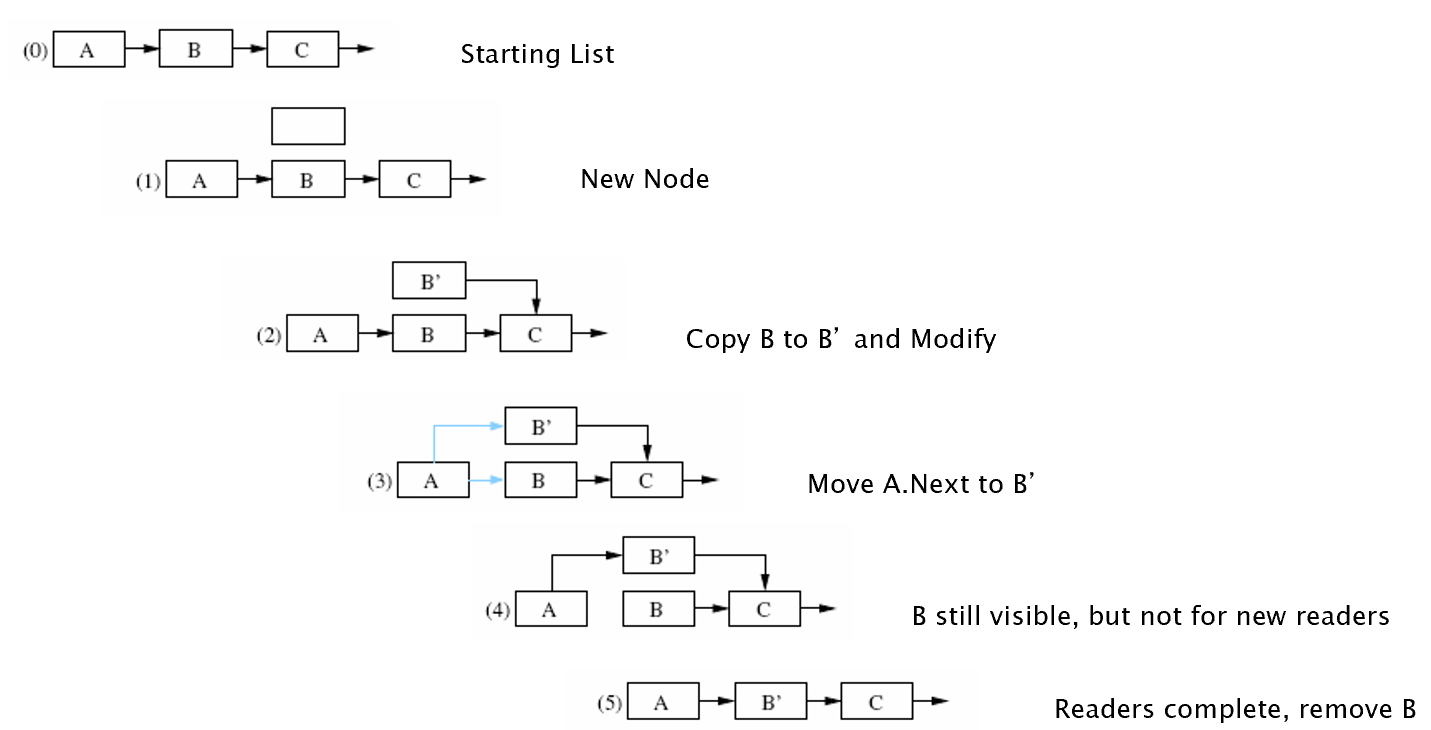 (0) A B C Starting List
(1) A B C New Node
B’
(2) A B C Copy B to B’ and Modify
B’
(3) A B C Move A.Next to B’
B’
(4) A B C B still visible, but not for new readers
(5) A B’ C Readers complete, remove B